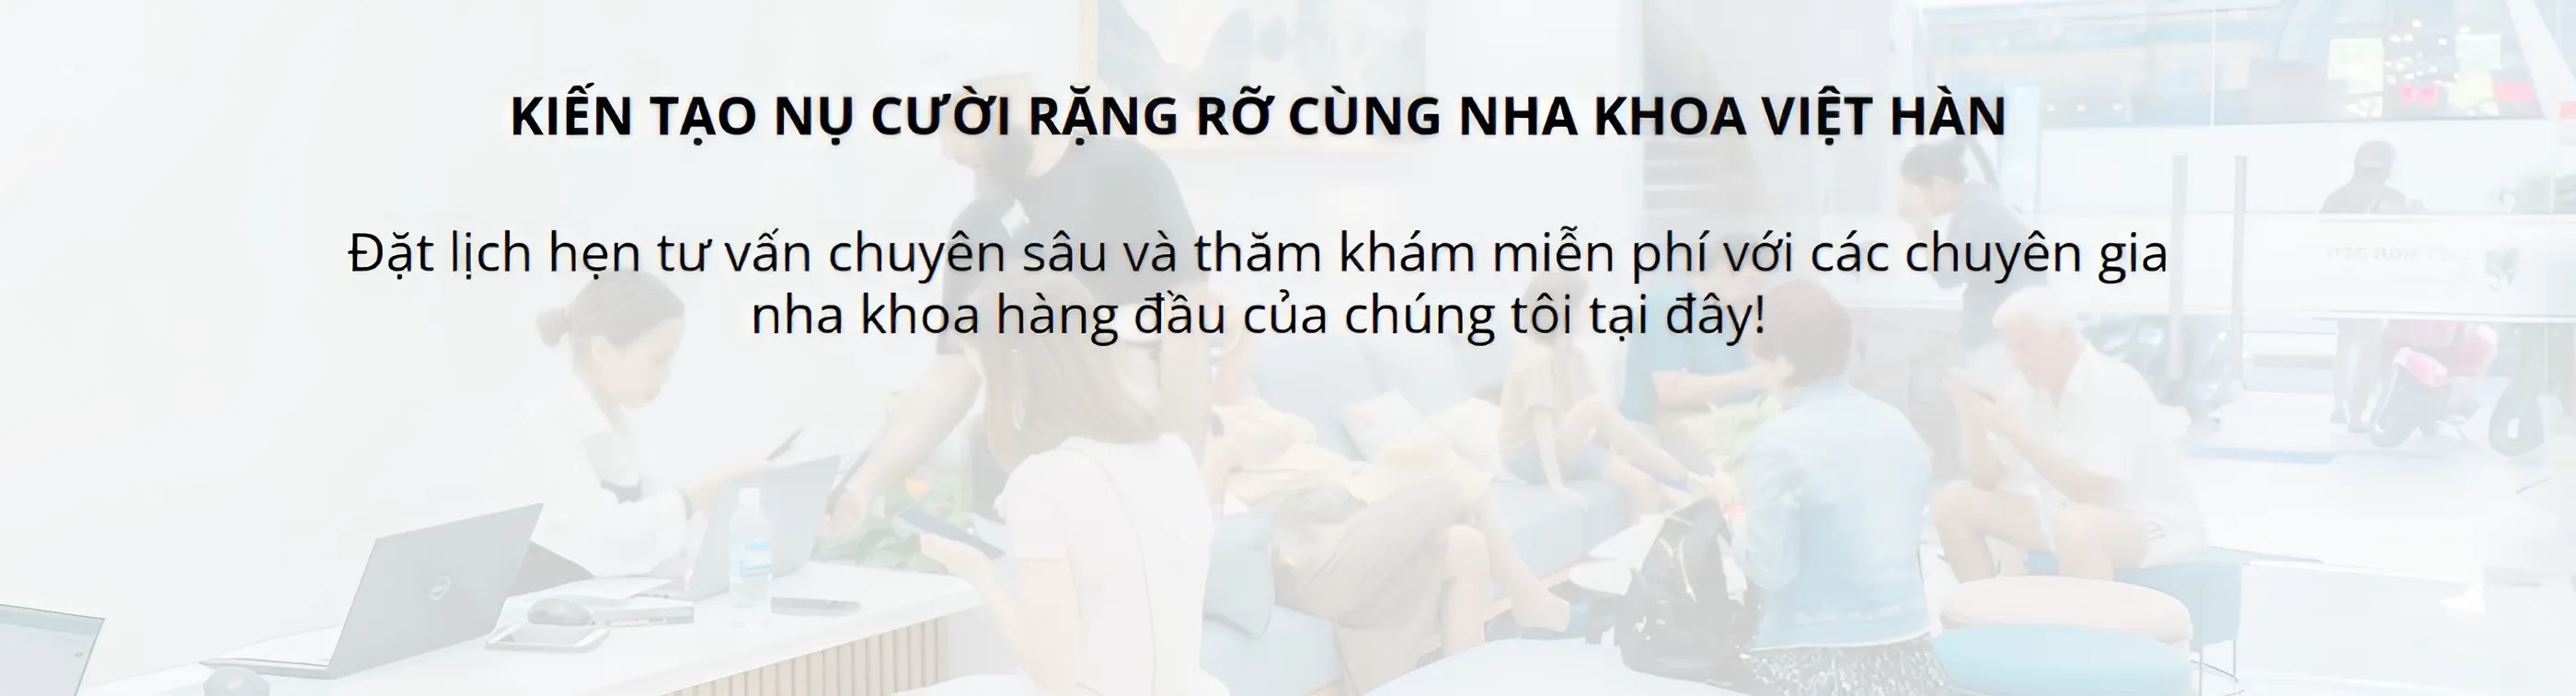 KIẾN TẠO NỤ CƯỜI RẶNG RỠ CÙNG NHA KHOA VIỆT HÀN
Đặt lịch hẹn tư vấn chuyên sâu và thăm khám miễn phí với các chuyên gia
nha khoa hàng đầu của chúng tôi tại đây!